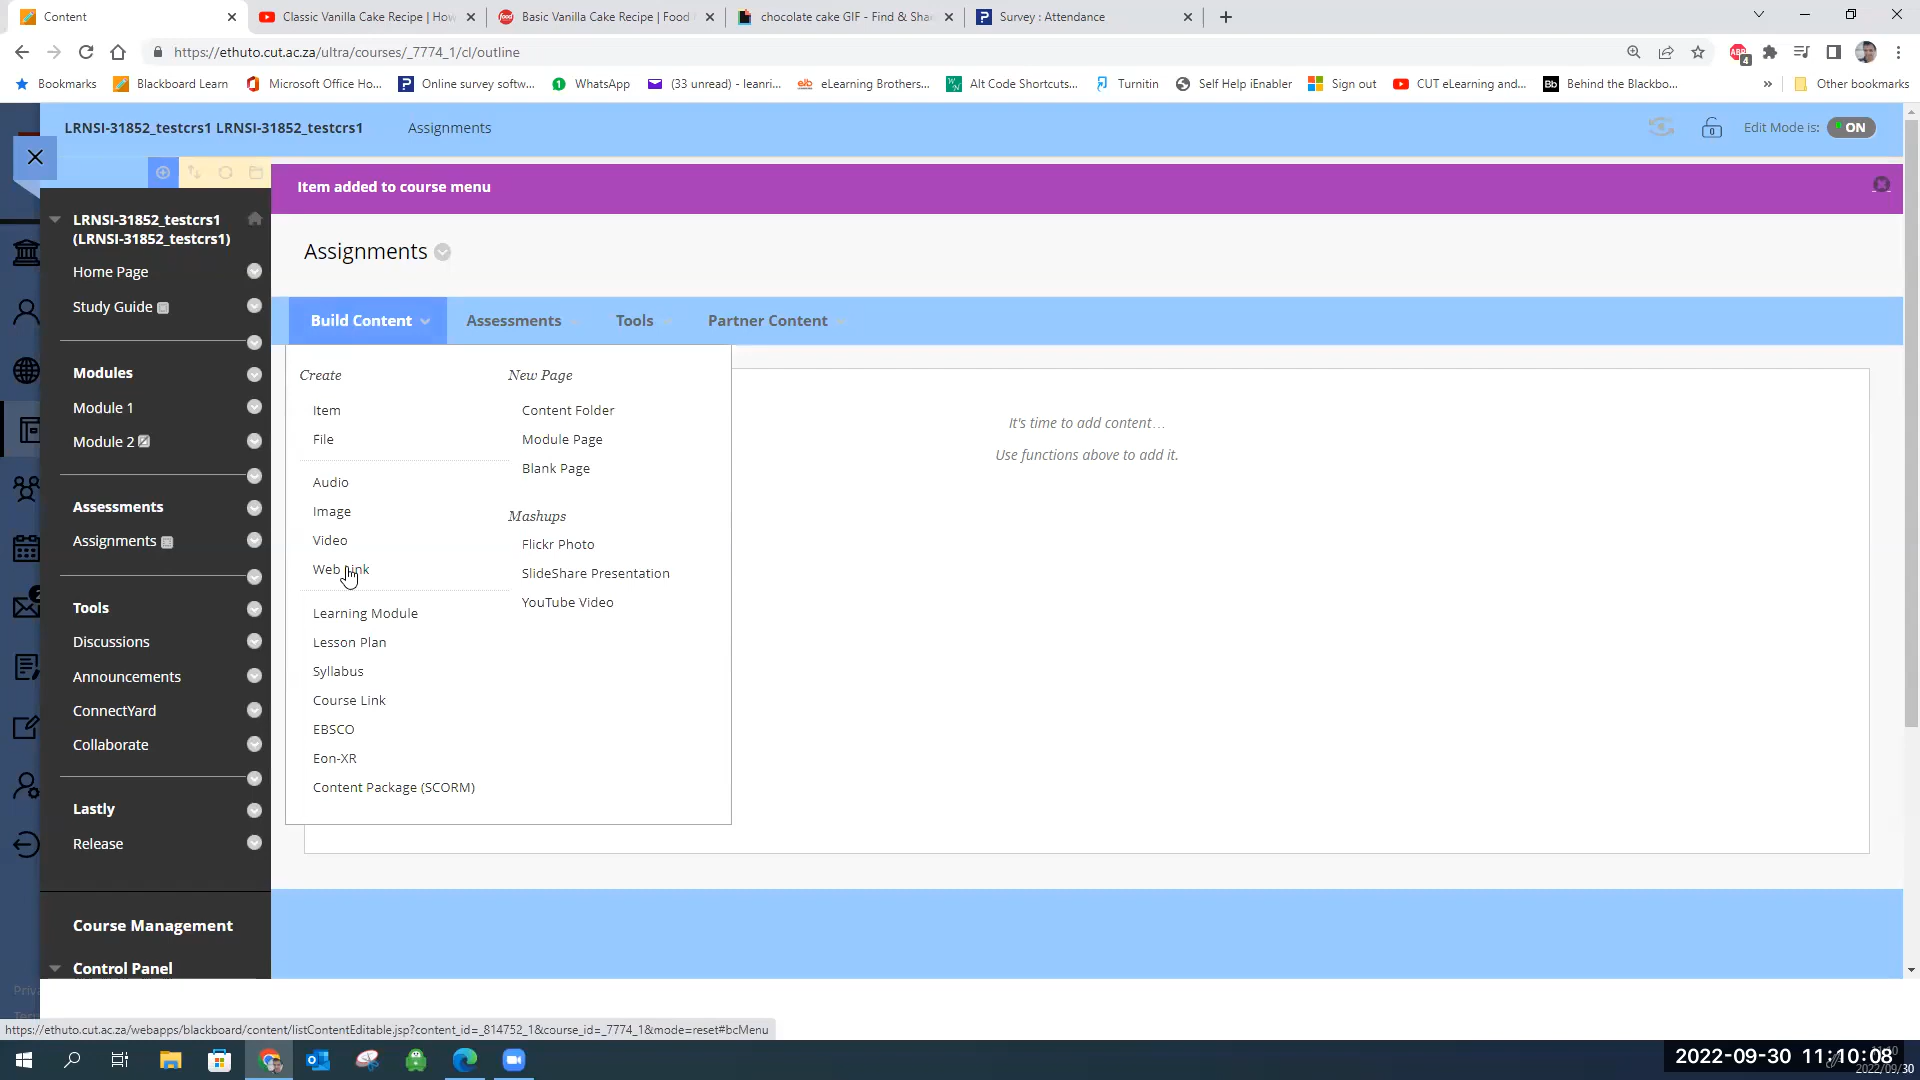 Content
Classic Vanilla Cake Recipe | How
Basic Vanilla Cake Recipe | Food
chocolate cake GIF - Find & Sha
Survey : Attendance
https://ethuto.cut.ac.za/ultra/courses/_7774_1/cl/outline
Bookmarks
Blackboard Learn
Microsoft Office Ho...
Online survey softw...
WhatsApp
(33 unread) - leanri...
eLearning Brothers...
Alt Code Shortcuts...
Turnitin
Self Help iEnabler
Sign out
CUT eLearning and...
Behind the Blackbo...
»
Other bookmarks
LRNSI-31852_testcrs1 LRNSI-31852_testcrs1
Assignments
Edit Mode is:
ON
Item added to course menu
LRNSI-31852_testcrs1
(LRNSI-31852_testcrs1)
Home Page
Study Guide
Modules
Module 1
Module 2
Assessments
Assignments
Tools
Discussions
Announcements
ConnectYard
Collaborate
Lastly
Release
Course Management
Control Panel
Assignments
Build Content
Assessments
Tools
Partner Content
Create
Item
File
Audio
Image
Video
Web Link
Learning Module
Lesson Plan
Syllabus
Course Link
EBSCO
Eon-XR
Content Package (SCORM)
New Page
Content Folder
Module Page
Blank Page
Mashups
Flickr Photo
SlideShare Presentation
YouTube Video
It's time to add content...
Use functions above to add it.
https://ethuto.cut.ac.za/webapps/blackboard/content/listContentEditable.jsp?content_id=_814752_1&course_id=_7774_1&mode=reset#bcMenu
2022-09-30 11:10:08
2022/09/30